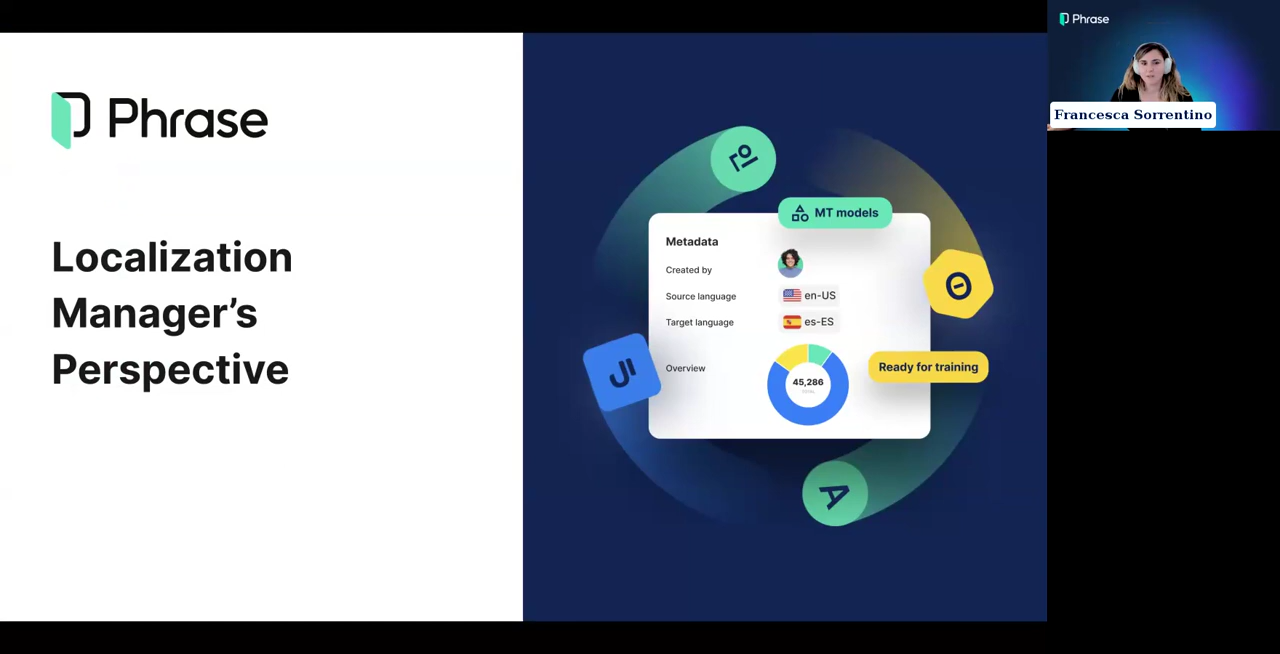 Phrase
Localization
Manager’s
Perspective
MT models
Metadata
Created by
Source language
en-US
Target language
es-ES
Overview
45,286
Ready for training
A
Phrase
Francesca Sorrentino